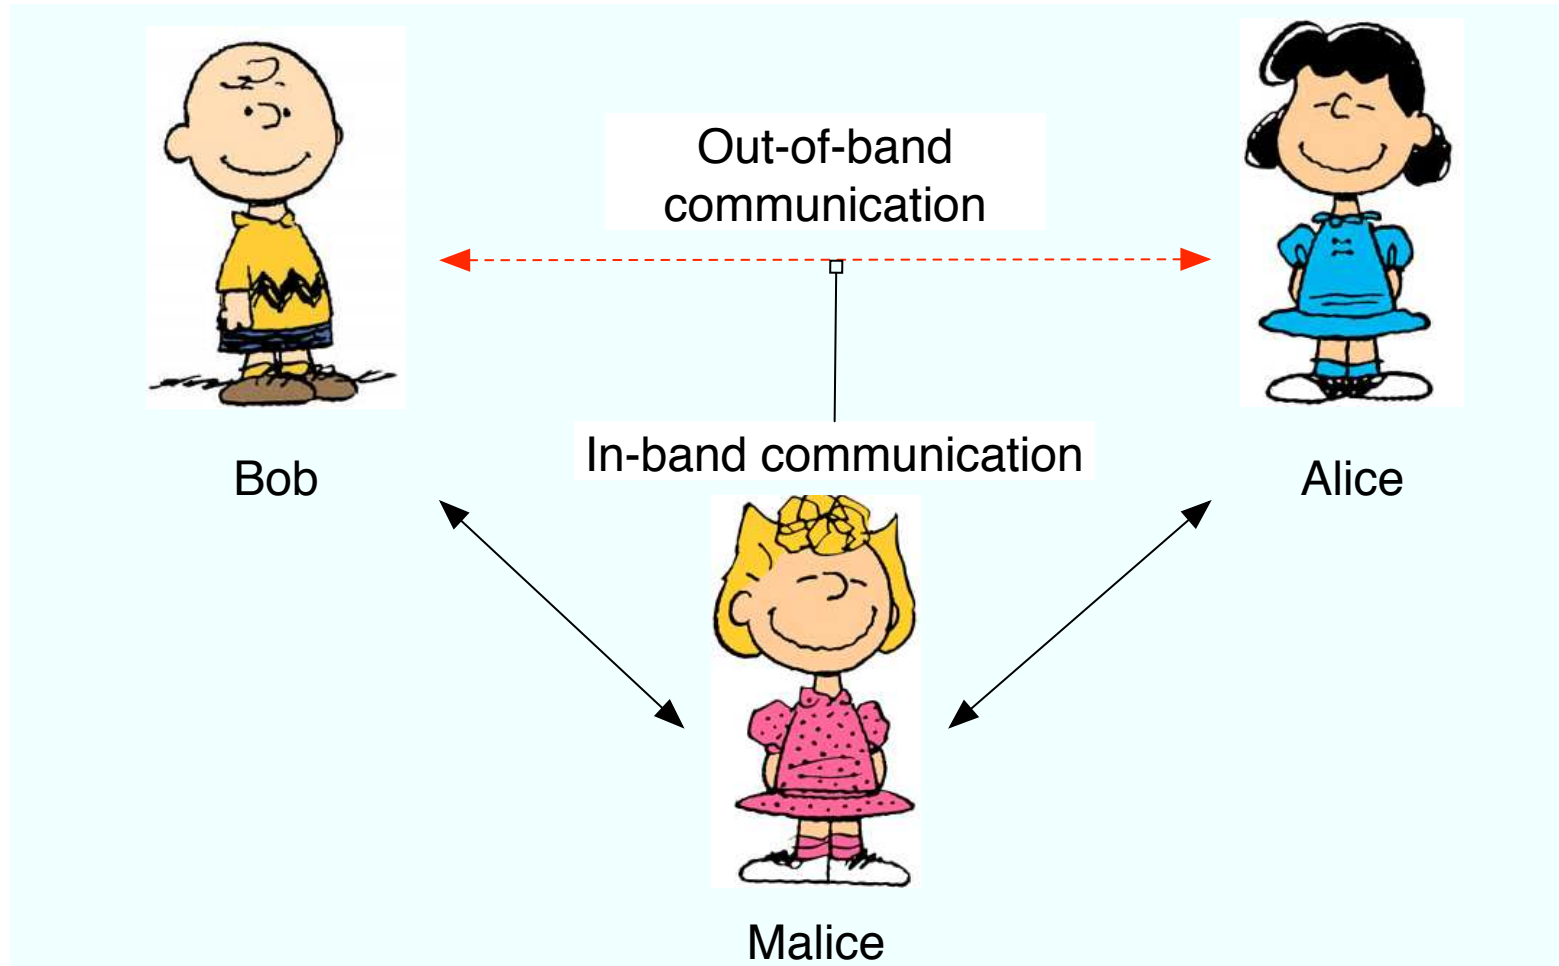 Out-of-band
communication
In-band communication
Bob
Alice
Malice